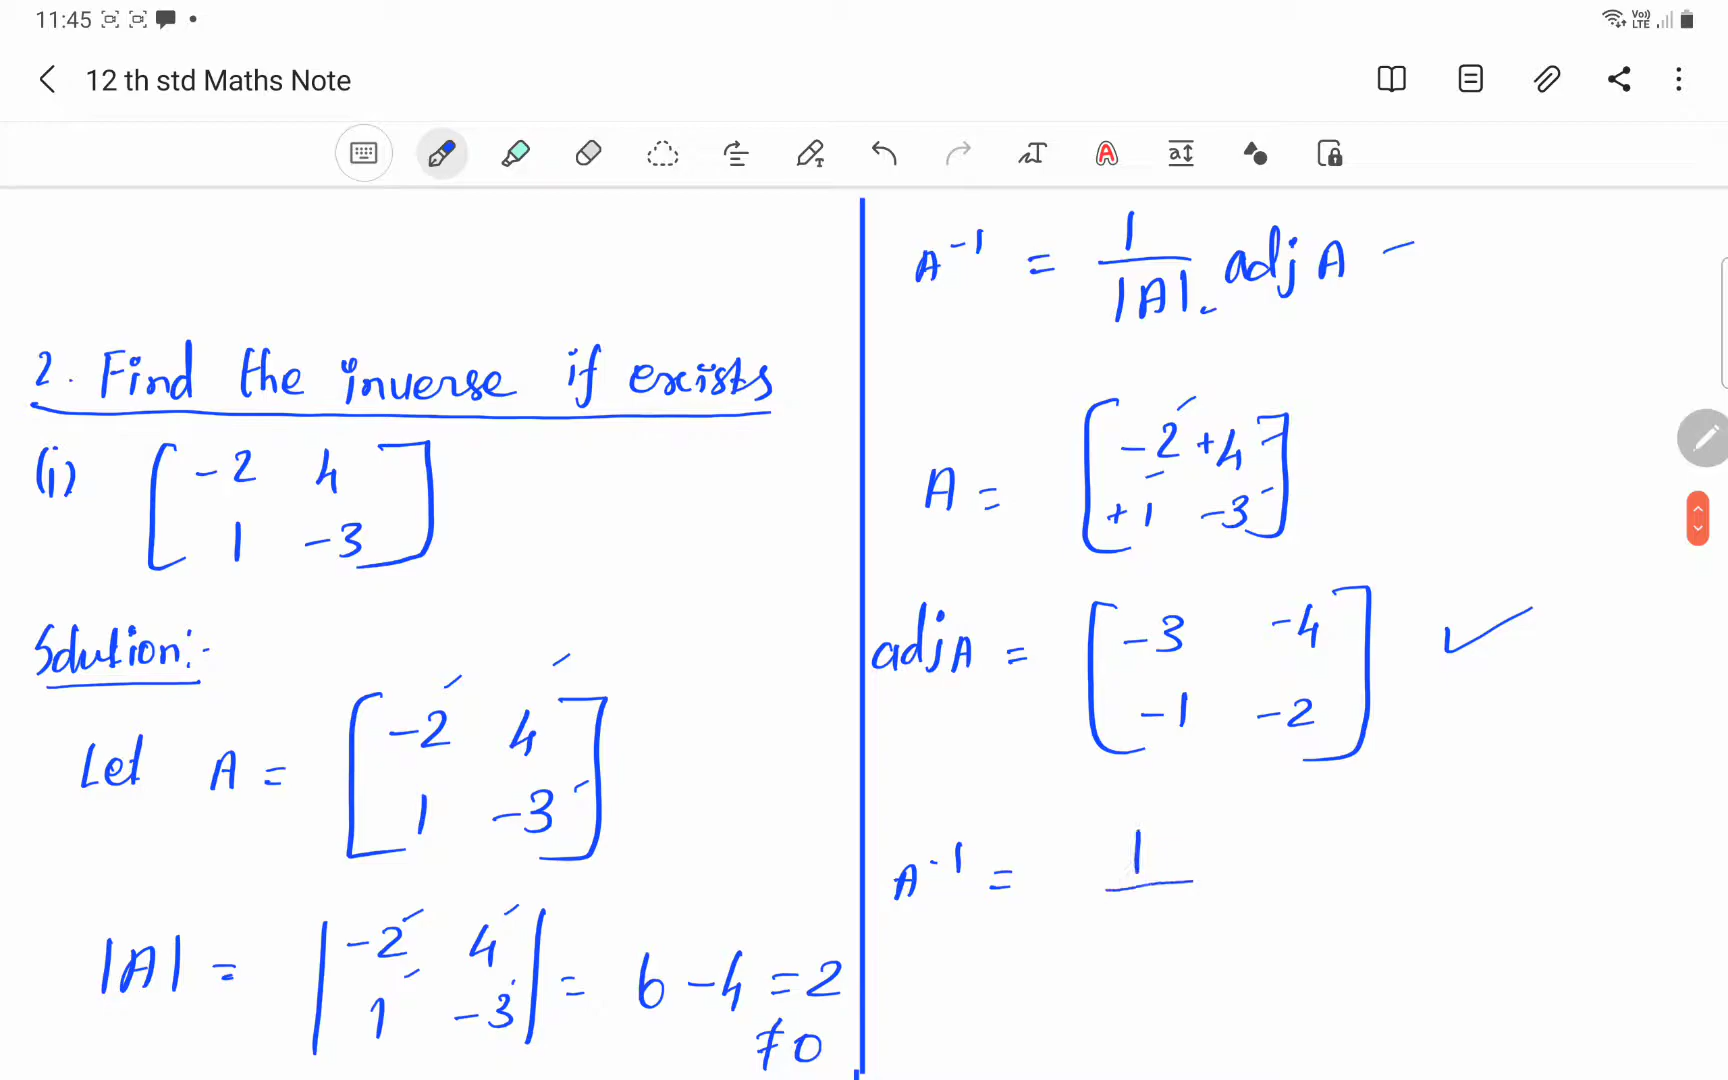 11:45
Vo)) LTE
12 th std Maths Note
2. Find the inverse if exists
(i) [ -2 4
1 -3 ]
Solution:-
Let A = [ -2 4
1 -3 ]
|A| = | -2 4
1 -3 | = 6 - 4 = 2
≠ 0
A⁻¹ = 1/|A| . adj A -
A = [ -2 +4
+1 -3 ]
adj A = [ -3 -4
-1 -2 ] ✓
A⁻¹ = 1